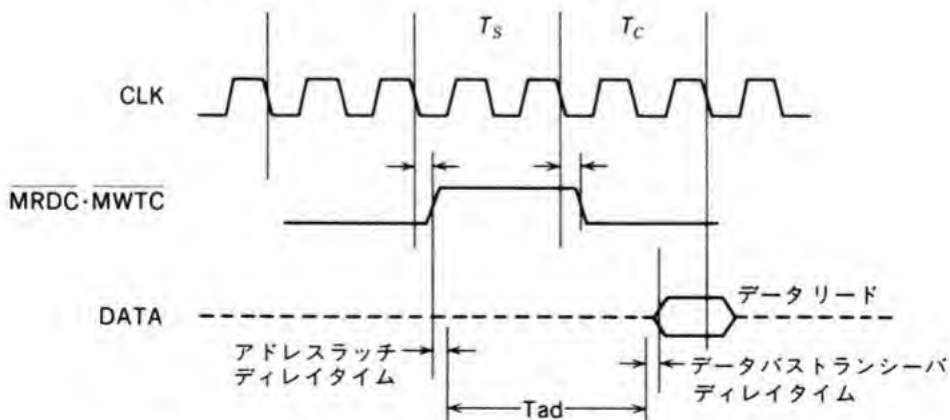 Ts Tc
CLK
MRDC・MWTC
DATA
データリード
アドレスラッチ
ディレイタイム
データバストランシーバ
ディレイタイム
Tad